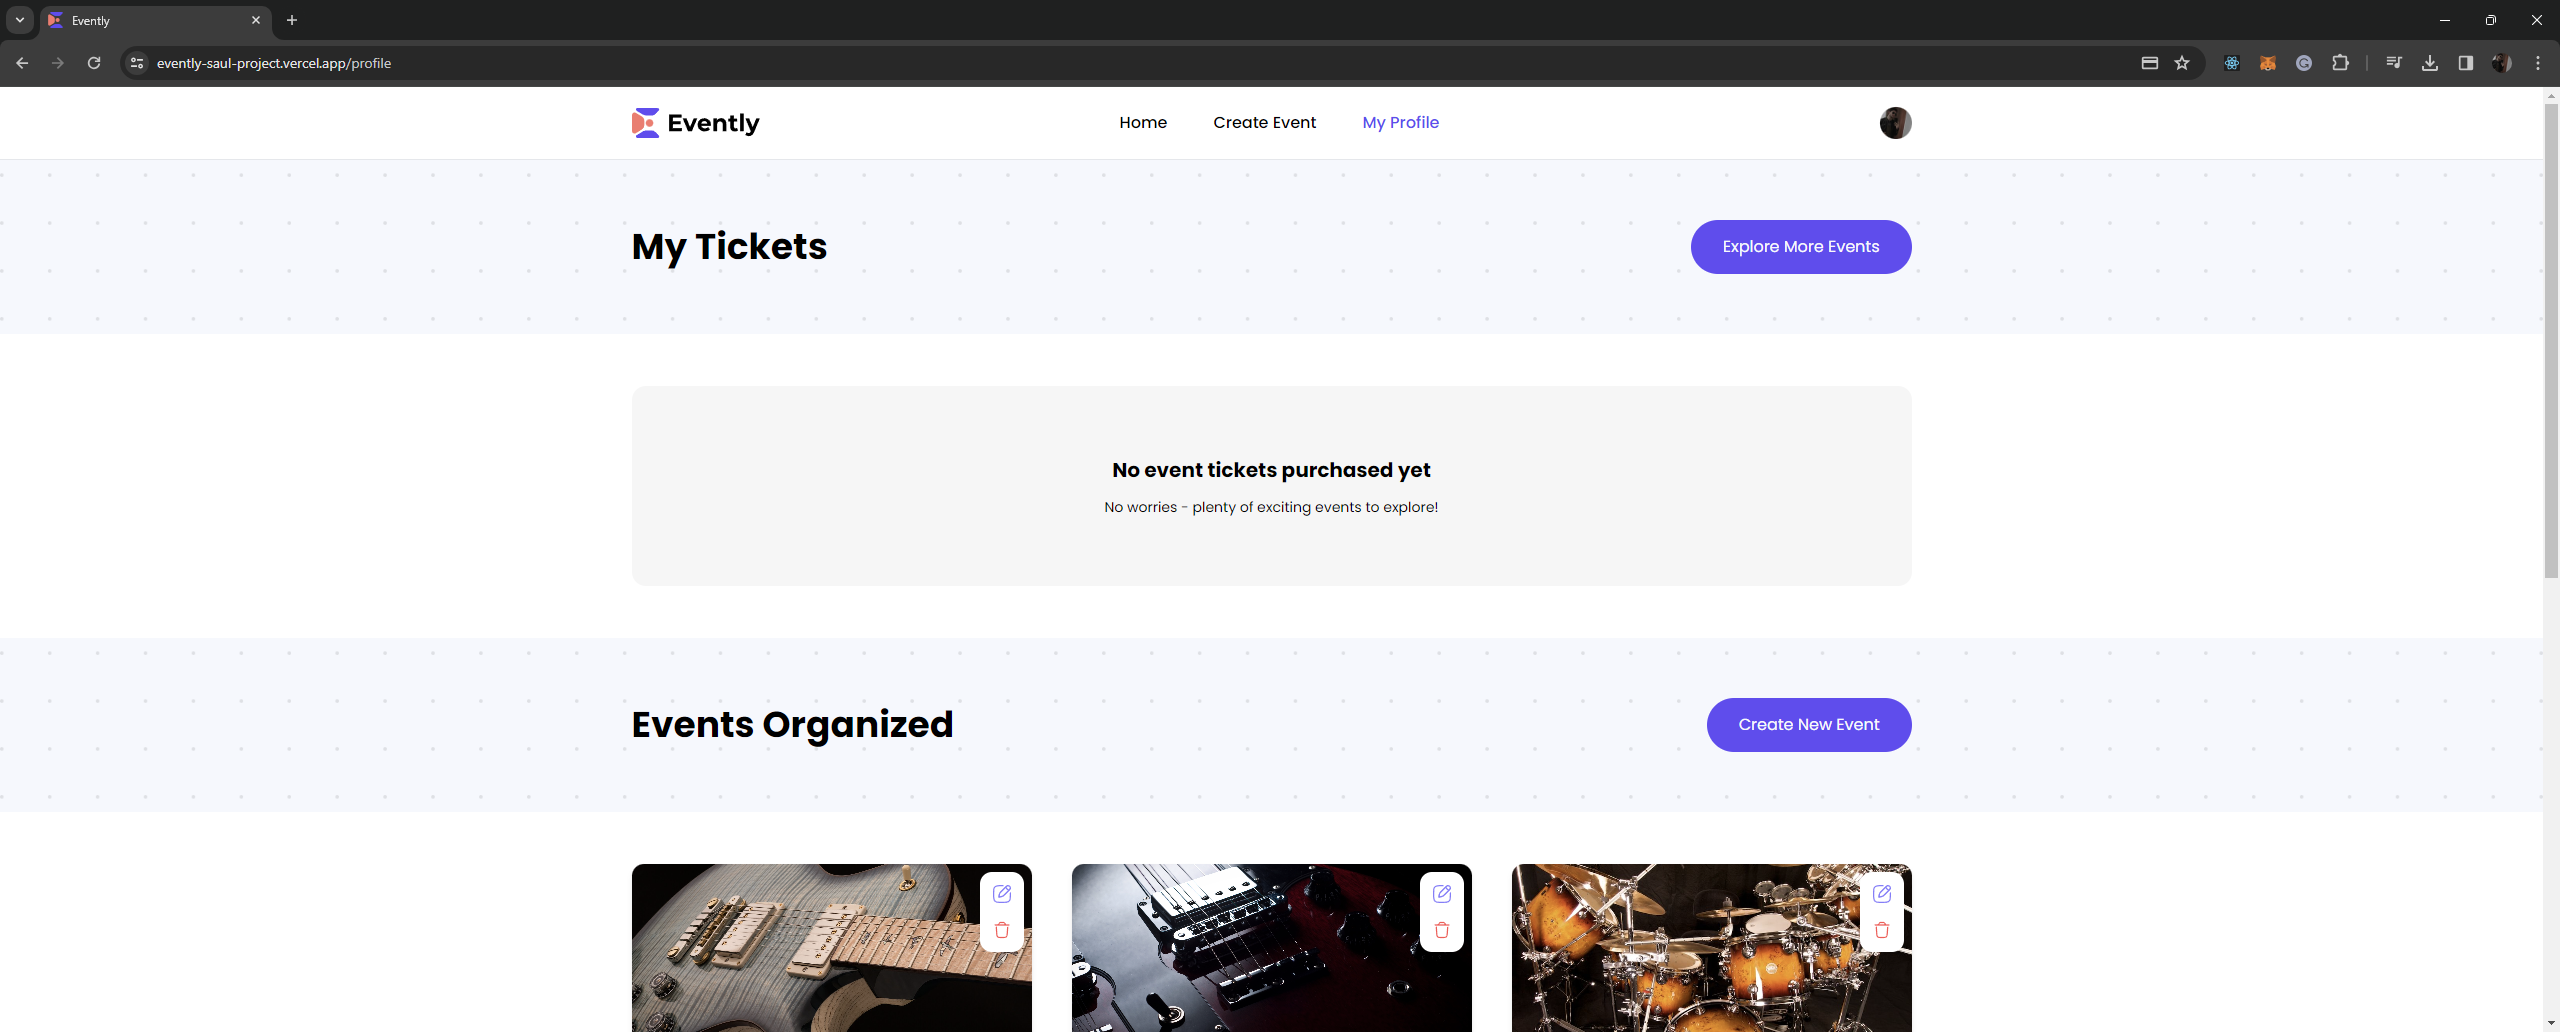 Evently
evently-saul-project.vercel.app/profile
Evently
Home
Create Event
My Profile
My Tickets
Explore More Events
No event tickets purchased yet
No worries - plenty of exciting events to explore!
Events Organized
Create New Event